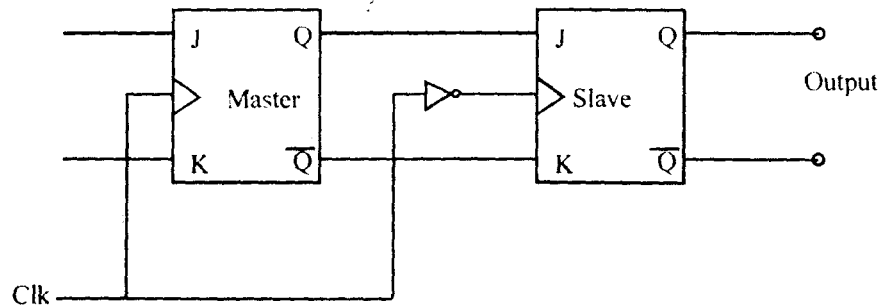 J Q J Q
Master Slave Output
K Q̅ K Q̅
Clk